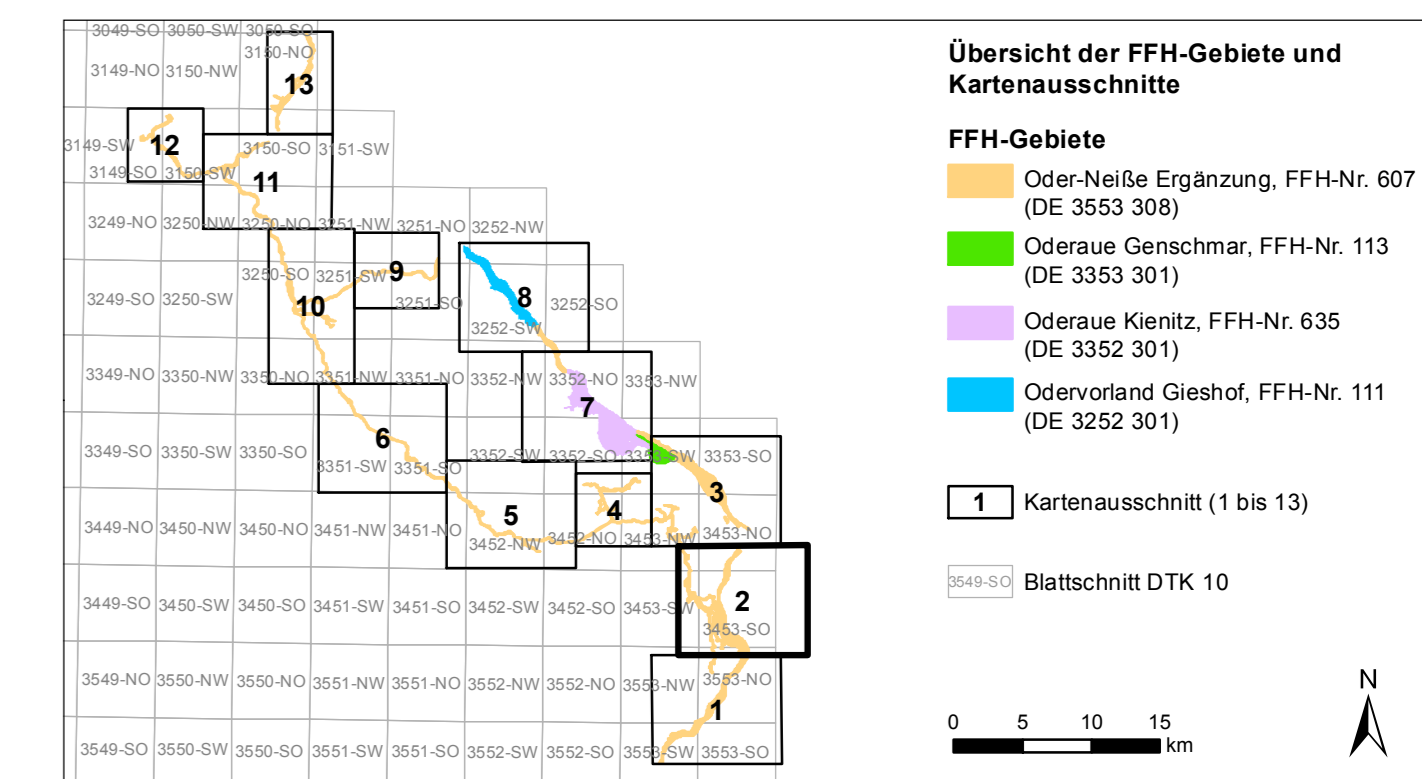 3049-SO 3050-SW 3050-SO
3150-NO
3149-NO 3150-NW
13
3149-SW 12
3150-SO 3151-SW
3149-SO 3150-SW
11
3249-NO 3250-NW 3250-NO 3251-NW 3251-NO 3252-NW
3250-SO 3251-SW 9
3249-SO 3250-SW 10 3251-SO 8 3252-SO
3252-SW
3349-NO 3350-NW 3350-NO 3351-NW 3351-NO 3352-NW 3352-NO 3353-NW
7
6
3349-SO 3350-SW 3350-SO 3351-SW 3351-SO 3352-SW 3352-SO 3353-SW 3353-SO
3
5 4
3449-NO 3450-NW 3450-NO 3451-NW 3451-NO 3452-NW 3452-NO 3453-NW 3453-NO
3449-SO 3450-SW 3450-SO 3451-SW 3451-SO 3452-SW 3452-SO 3453-SW 2
3453-SO
3549-NO 3550-NW 3550-NO 3551-NW 3551-NO 3552-NW 3552-NO 3553-NW 3553-NO
1
3549-SO 3550-SW 3550-SO 3551-SW 3551-SO 3552-SW 3552-SO 3553-SW 3553-SO
Übersicht der FFH-Gebiete und
Kartenausschnitte
FFH-Gebiete
Oder-Neiße Ergänzung, FFH-Nr. 607
(DE 3553 308)
Oderaue Genschmar, FFH-Nr. 113
(DE 3353 301)
Oderaue Kienitz, FFH-Nr. 635
(DE 3352 301)
Odervorland Gieshof, FFH-Nr. 111
(DE 3252 301)
1 Kartenausschnitt (1 bis 13)
3549-SO Blattschnitt DTK 10
N
0 5 10 15
km